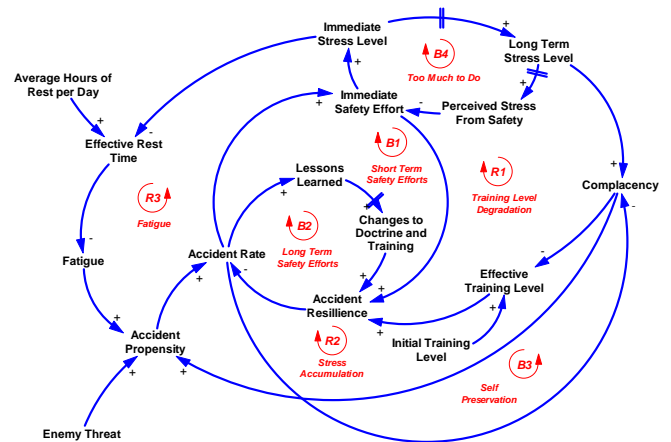 Immediate
Stress Level
+
+
B4
Too Much to Do
Long Term
Stress Level
Average Hours of
Rest per Day
+
-
Effective Rest
Time
+
+
Immediate
Safety Effort
-
+
Perceived Stress
From Safety
B1
Short Term
Safety Efforts
R1
Training Level
Degradation
+
Complacency
-
R3
Fatigue
Lessons
Learned
+
B2
Long Term
Safety Efforts
+
Changes to
Doctrine and
Training
-
Fatigue
Accident Rate
+
-
-
Effective
Training Level
+
+
Accident
Resillience
+
+
+
+
Accident
Propensity
+
+
R2
Stress
Accumulation
Initial Training
Level
B3
Self
Preservation
Enemy Threat